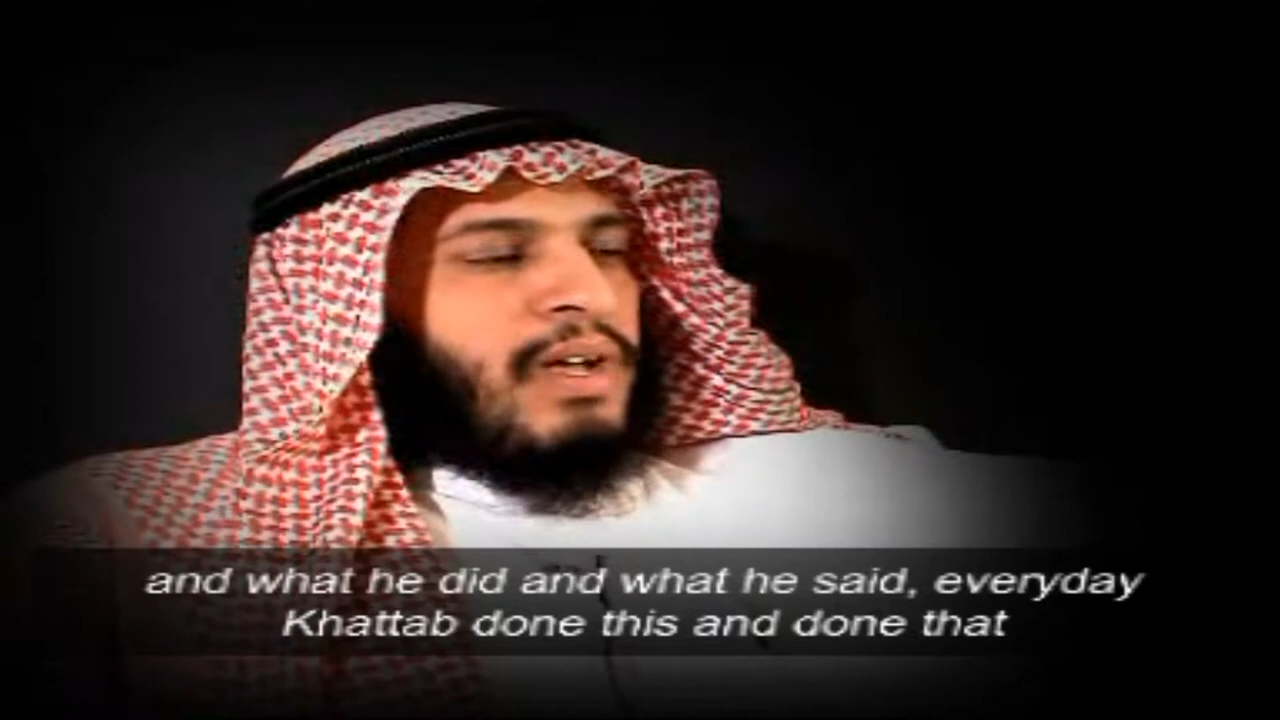 and what he did and what he said, everyday
Khattab done this and done that